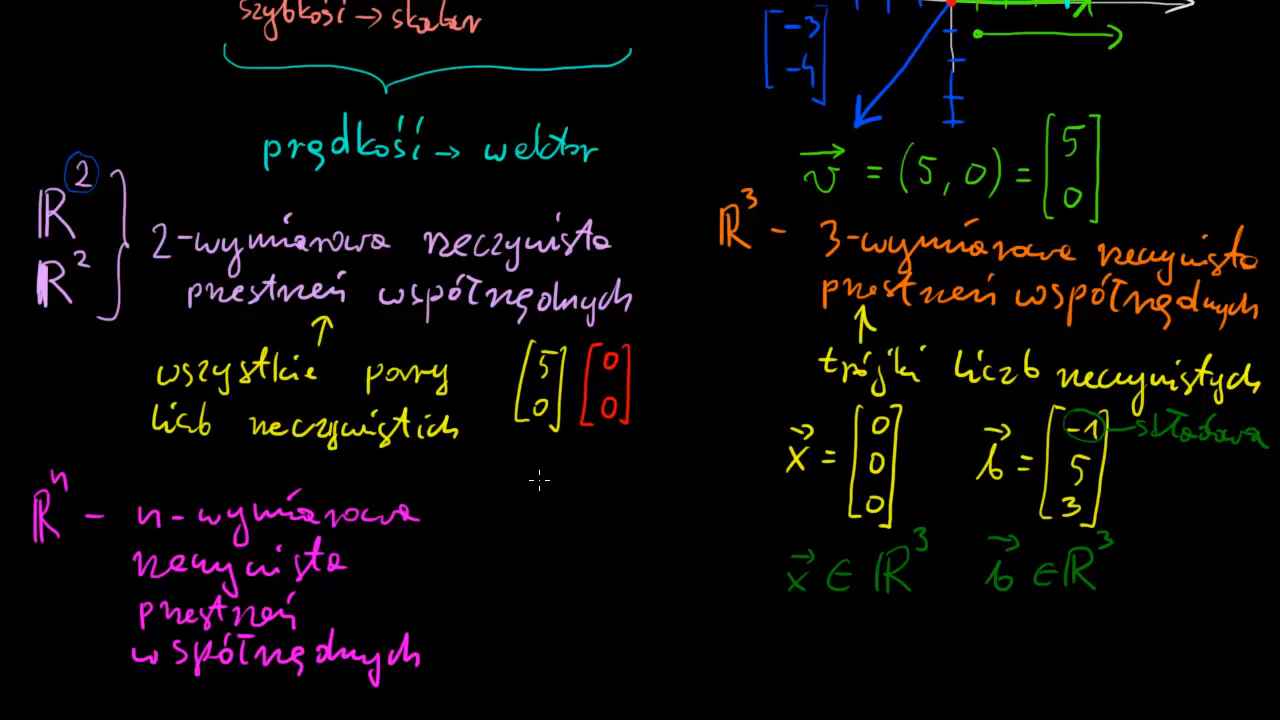 szybkość → skalar
prędkość → wektor
ℝ²
ℝ²
2-wymiarowa rzeczywista
przestrzeń współrzędnych
↑
wszystkie pary
liczb rzeczywistich
[5 0] [0 0]
ℝⁿ – n-wymiarowa
rzeczywista
przestrzeń
współrzędnych
[-3 -4]
v⃗ = (5, 0) = [5 0]
ℝ³ – 3-wymiarowa rzeczywista
przestrzeń współrzędnych
↑
trójki liczb rzeczywistych
x⃗ = [0 0 0] b⃗ = [-1 5 3] – składowa
x⃗ ∈ ℝ³ b⃗ ∈ ℝ³